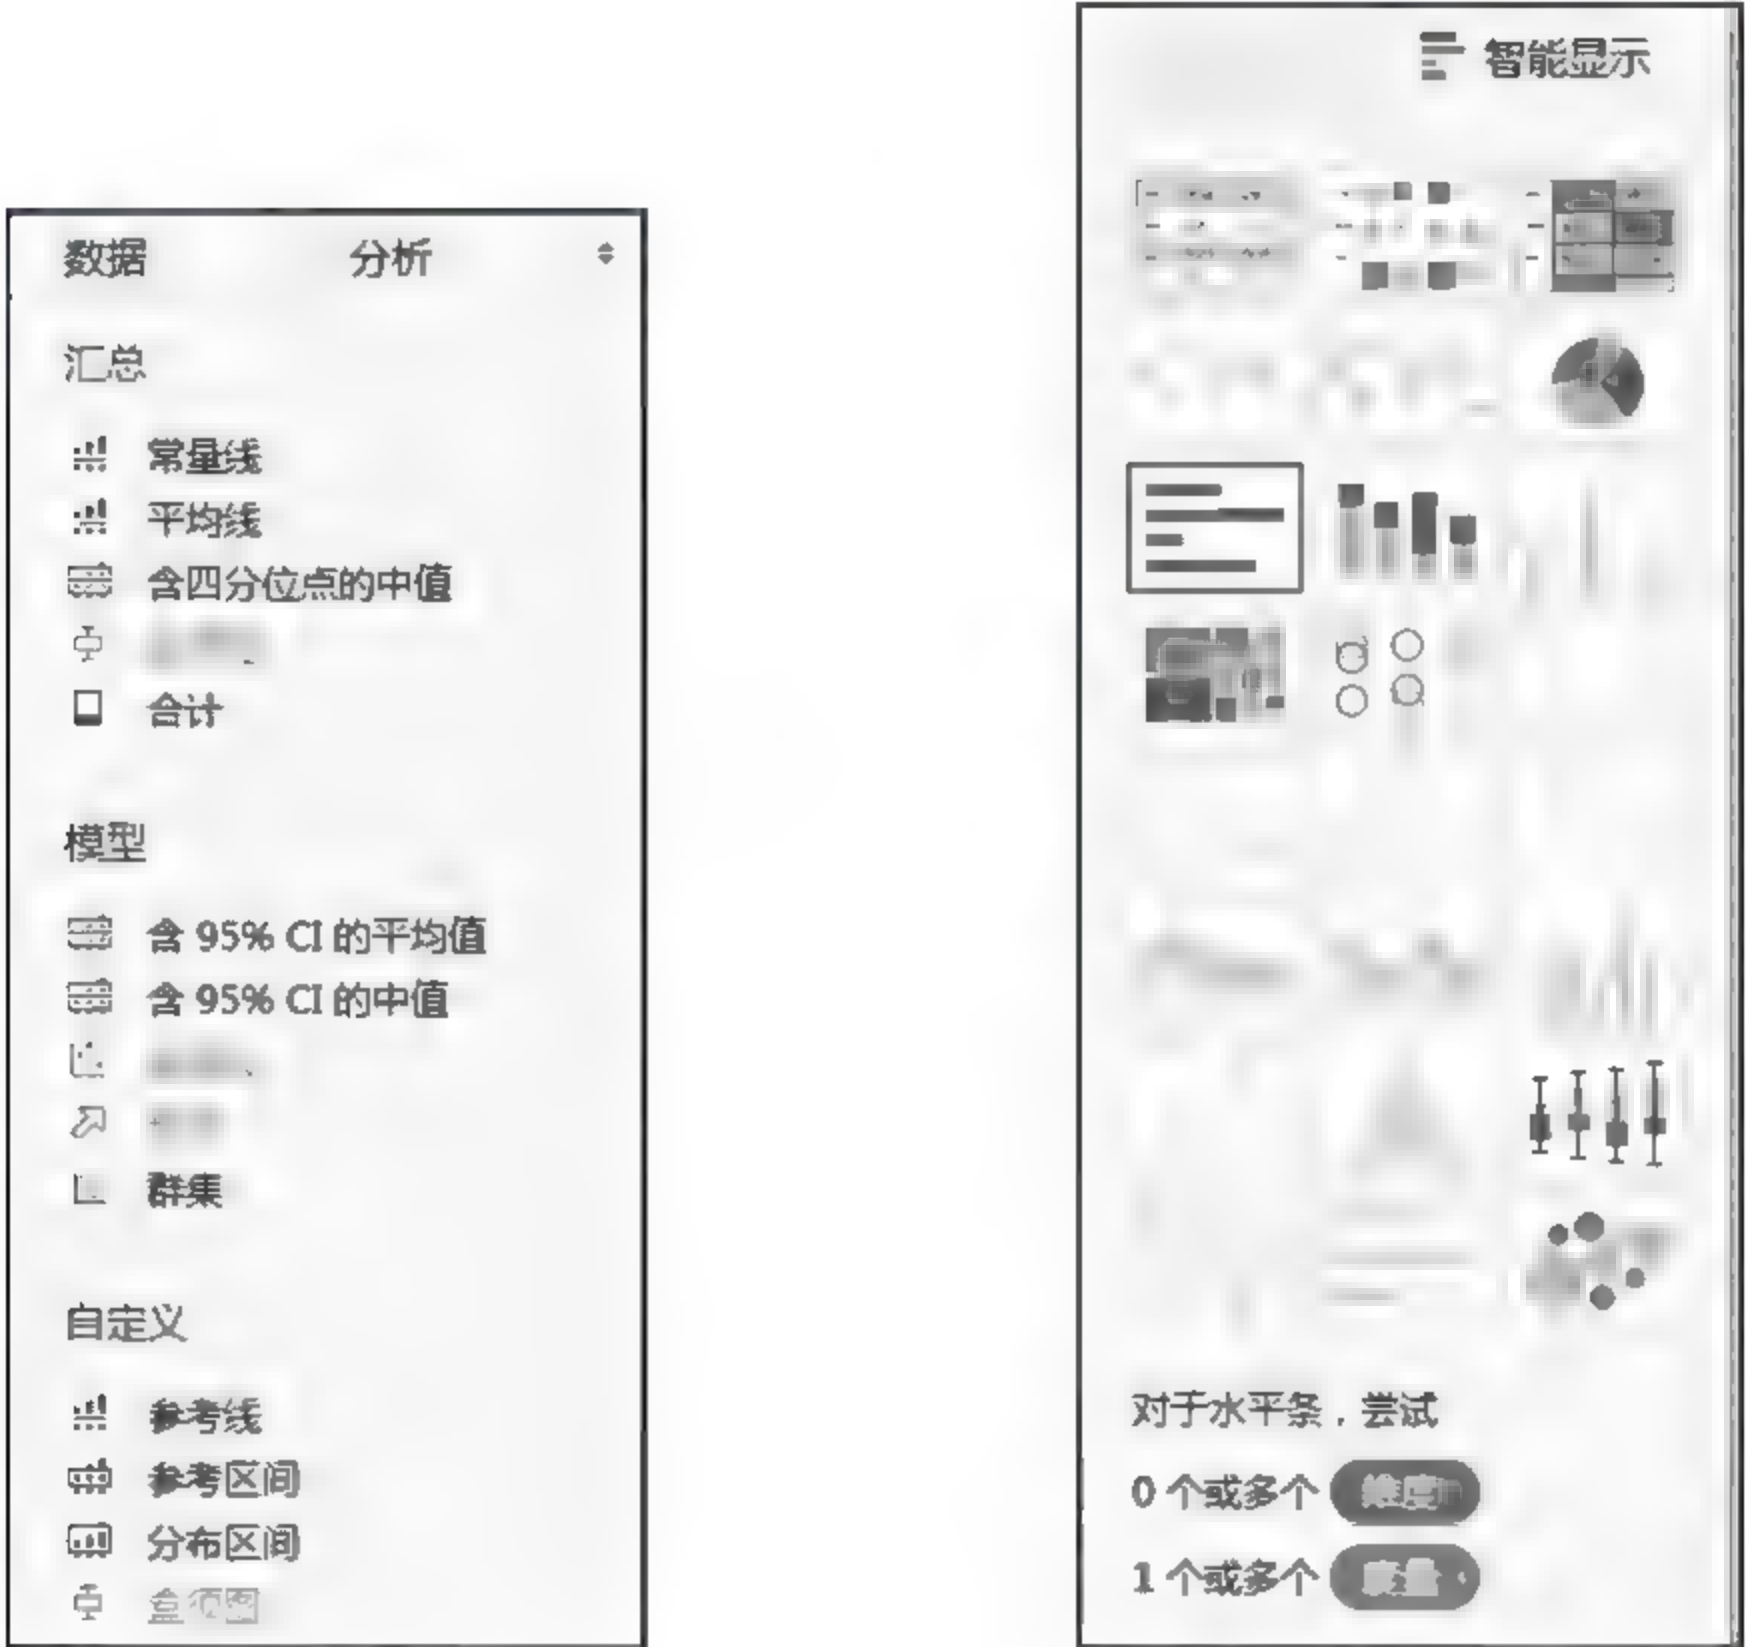 数据 分析
汇总
常量线
平均线
含四分位点的中值
合计
模型
含 95% CI 的平均值
含 95% CI 的中值
群集
自定义
参考线
参考区间
分布区间
盒须图
智能显示
对于水平条，尝试
0 个或多个
1 个或多个